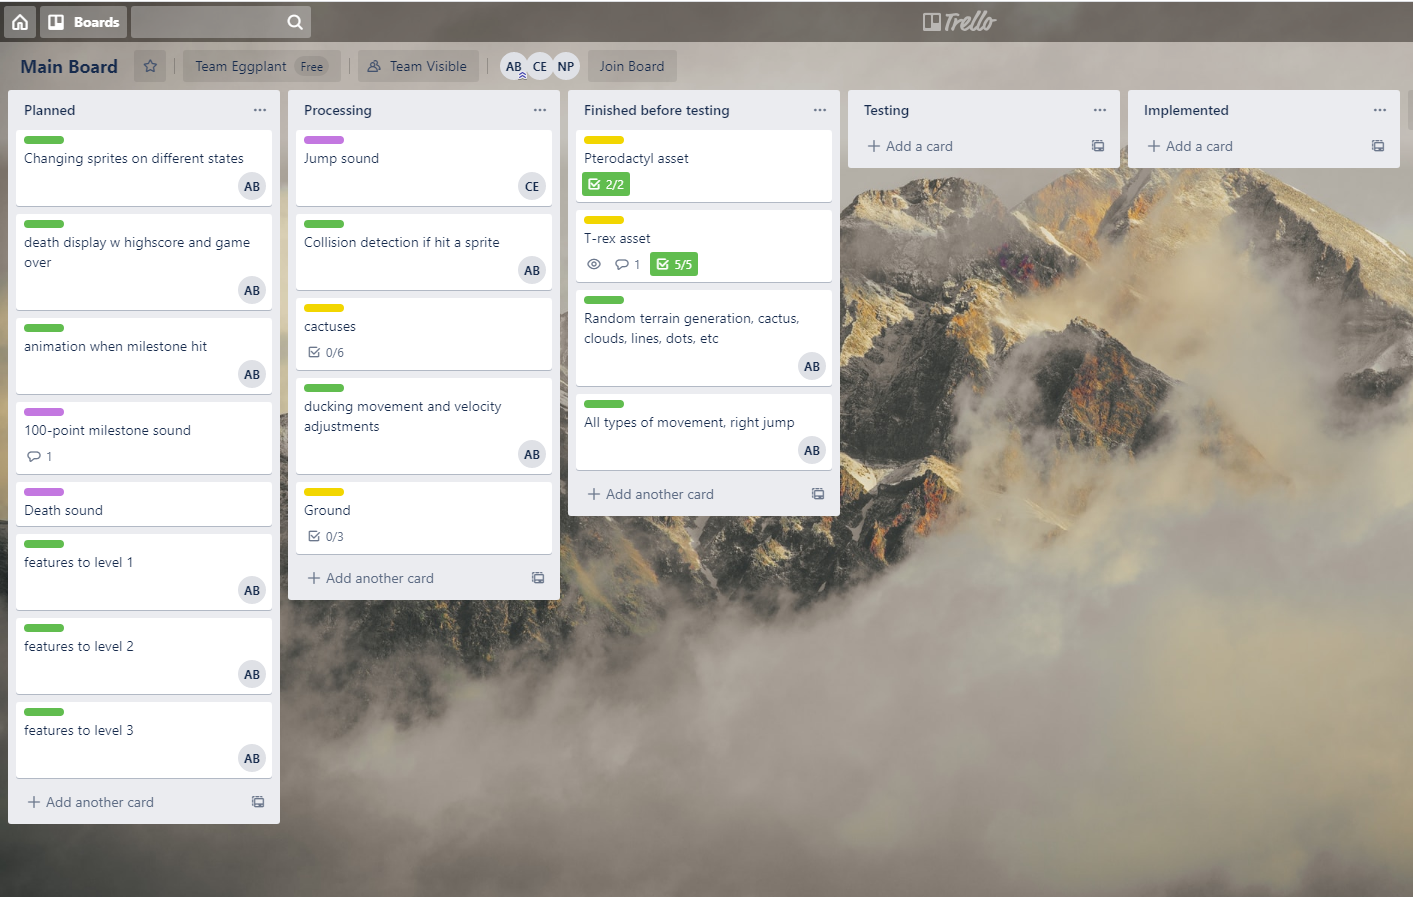 Boards
Trello
Main Board
Team Eggplant Free
Team Visible
AB CE NP
Join Board
Planned
Changing sprites on different states
AB
death display w highscore and game
over
AB
animation when milestone hit
AB
100-point milestone sound
1
Death sound
features to level 1
AB
features to level 2
AB
features to level 3
AB
+ Add another card
Processing
Jump sound
CE
Collision detection if hit a sprite
AB
cactuses
0/6
ducking movement and velocity
adjustments
AB
Ground
0/3
+ Add another card
Finished before testing
Pterodactyl asset
2/2
T-rex asset
1 5/5
Random terrain generation, cactus,
clouds, lines, dots, etc
AB
All types of movement, right jump
AB
+ Add another card
Testing
+ Add a card
Implemented
+ Add a card